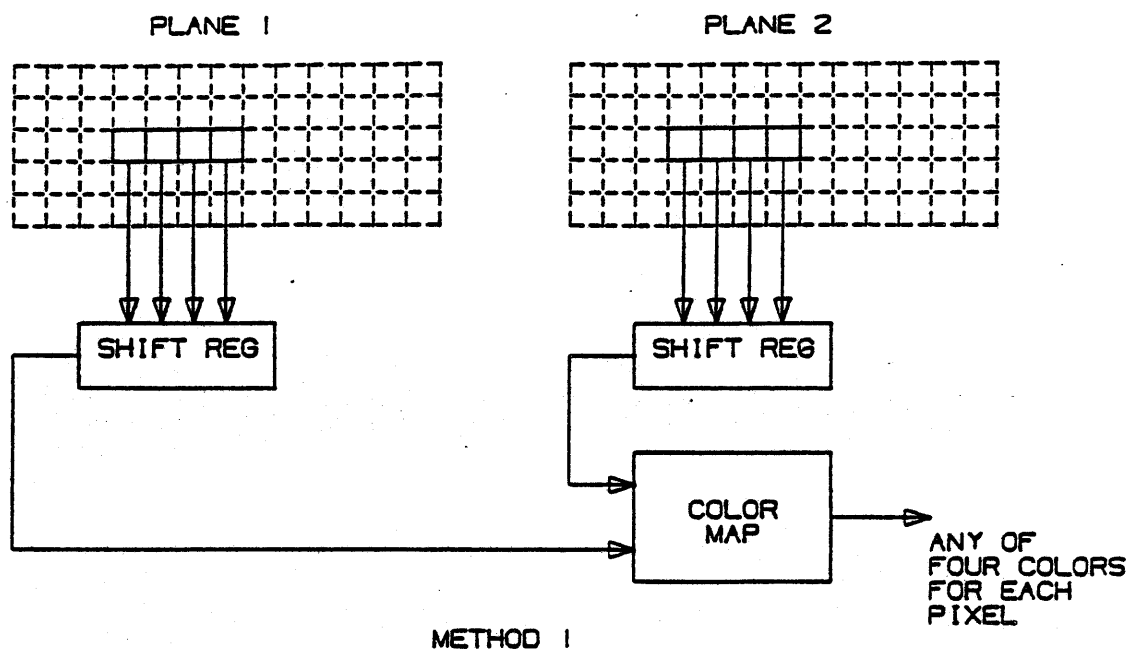 PLANE 1
PLANE 2
SHIFT REG
SHIFT REG
COLOR
MAP
ANY OF
FOUR COLORS
FOR EACH
PIXEL
METHOD 1